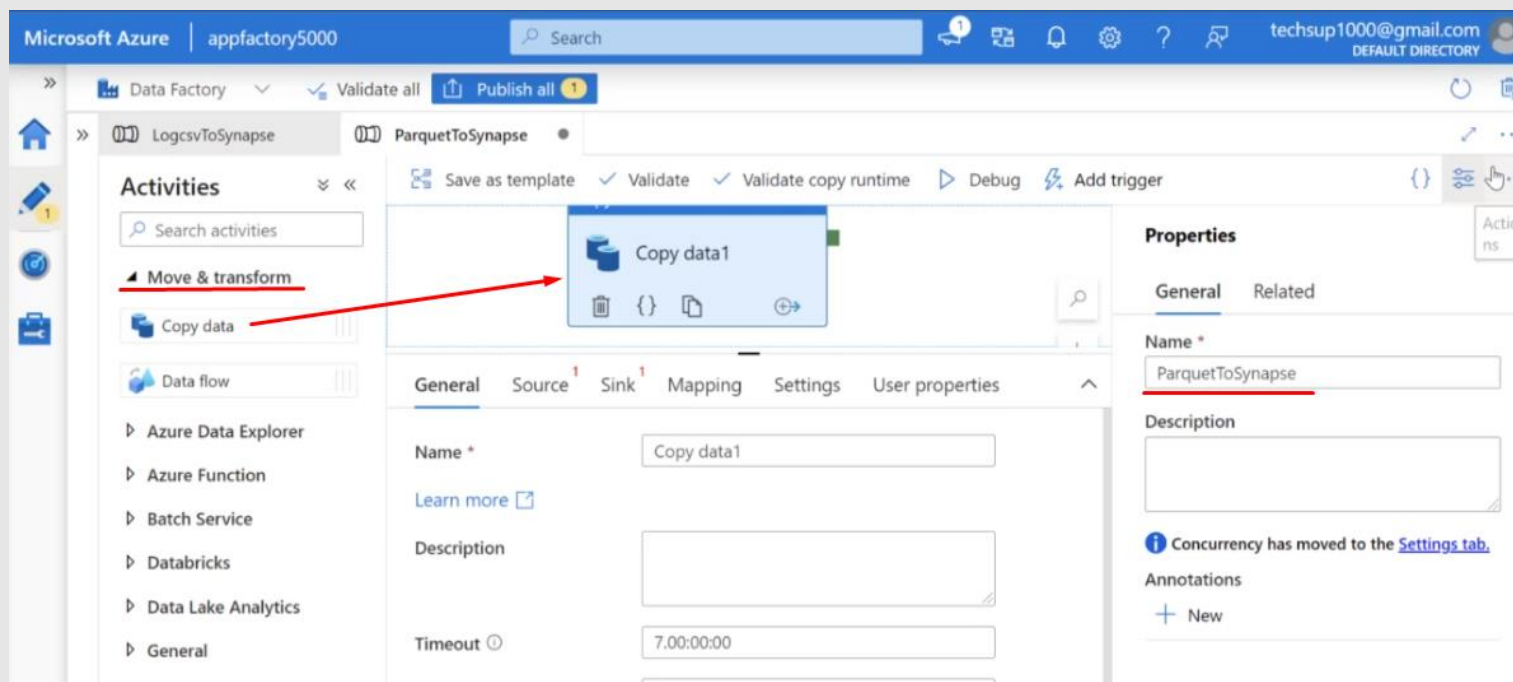 Microsoft Azure
appfactory5000
Search
1
techsup1000@gmail.com
DEFAULT DIRECTORY
Data Factory
Validate all
Publish all 1
LogcsvToSynapse
ParquetToSynapse
1
Activities
Search activities
Move & transform
Copy data
Data flow
Azure Data Explorer
Azure Function
Batch Service
Databricks
Data Lake Analytics
General
Save as template
Validate
Validate copy runtime
Debug
Add trigger
Copy data1
General
Source 1
Sink 1
Mapping
Settings
User properties
Name *
Copy data1
Learn more
Description
Timeout
7.00:00:00
Properties
General
Related
Name *
ParquetToSynapse
Description
Concurrency has moved to the Settings tab.
Annotations
New